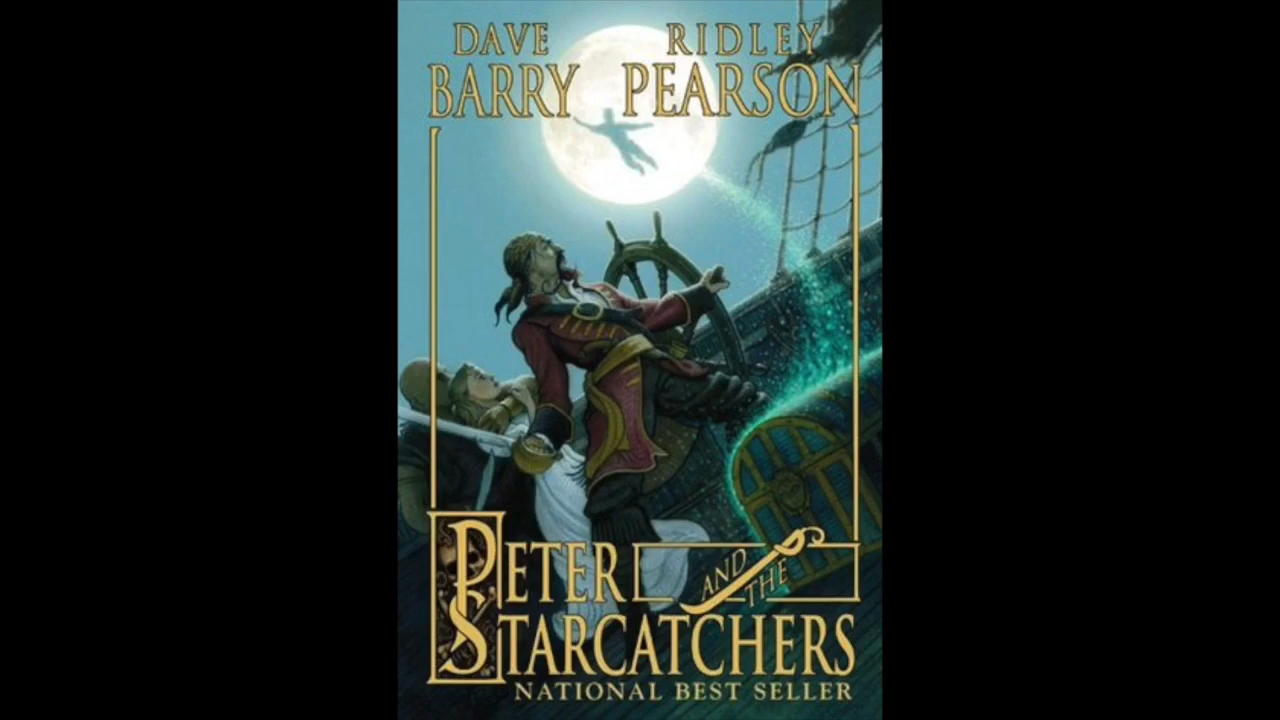 DAVE RIDLEY
BARRY PEARSON
PETER AND THE
STARCATCHERS
NATIONAL BEST SELLER